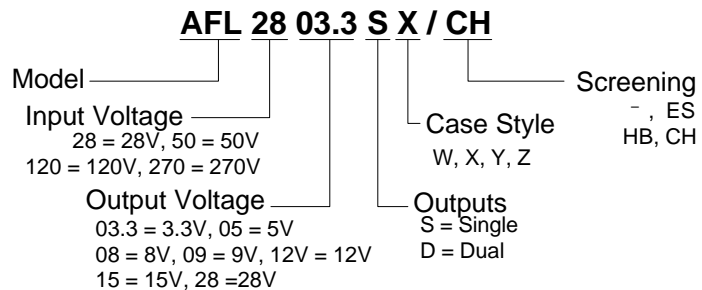 AFL 28 03.3 S X / CH
Model
Screening
– , ES
HB, CH
Input Voltage
28 = 28V, 50 = 50V
120 = 120V, 270 = 270V
Case Style
W, X, Y, Z
Output Voltage
03.3 = 3.3V, 05 = 5V
08 = 8V, 09 = 9V, 12V = 12V
15 = 15V, 28 =28V
Outputs
S = Single
D = Dual